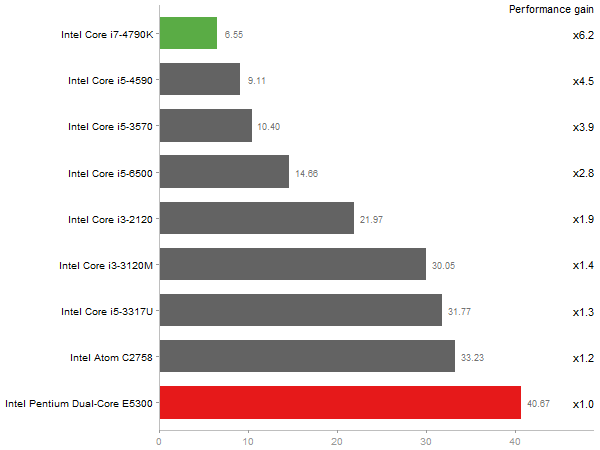 Performance gain
Intel Core i7-4790K 6.55 x6.2
Intel Core i5-4590 9.11 x4.5
Intel Core i5-3570 10.40 x3.9
Intel Core i5-6500 14.66 x2.8
Intel Core i3-2120 21.97 x1.9
Intel Core i3-3120M 30.05 x1.4
Intel Core i5-3317U 31.77 x1.3
Intel Atom C2758 33.23 x1.2
Intel Pentium Dual-Core E5300 40.67 x1.0
0 10 20 30 40